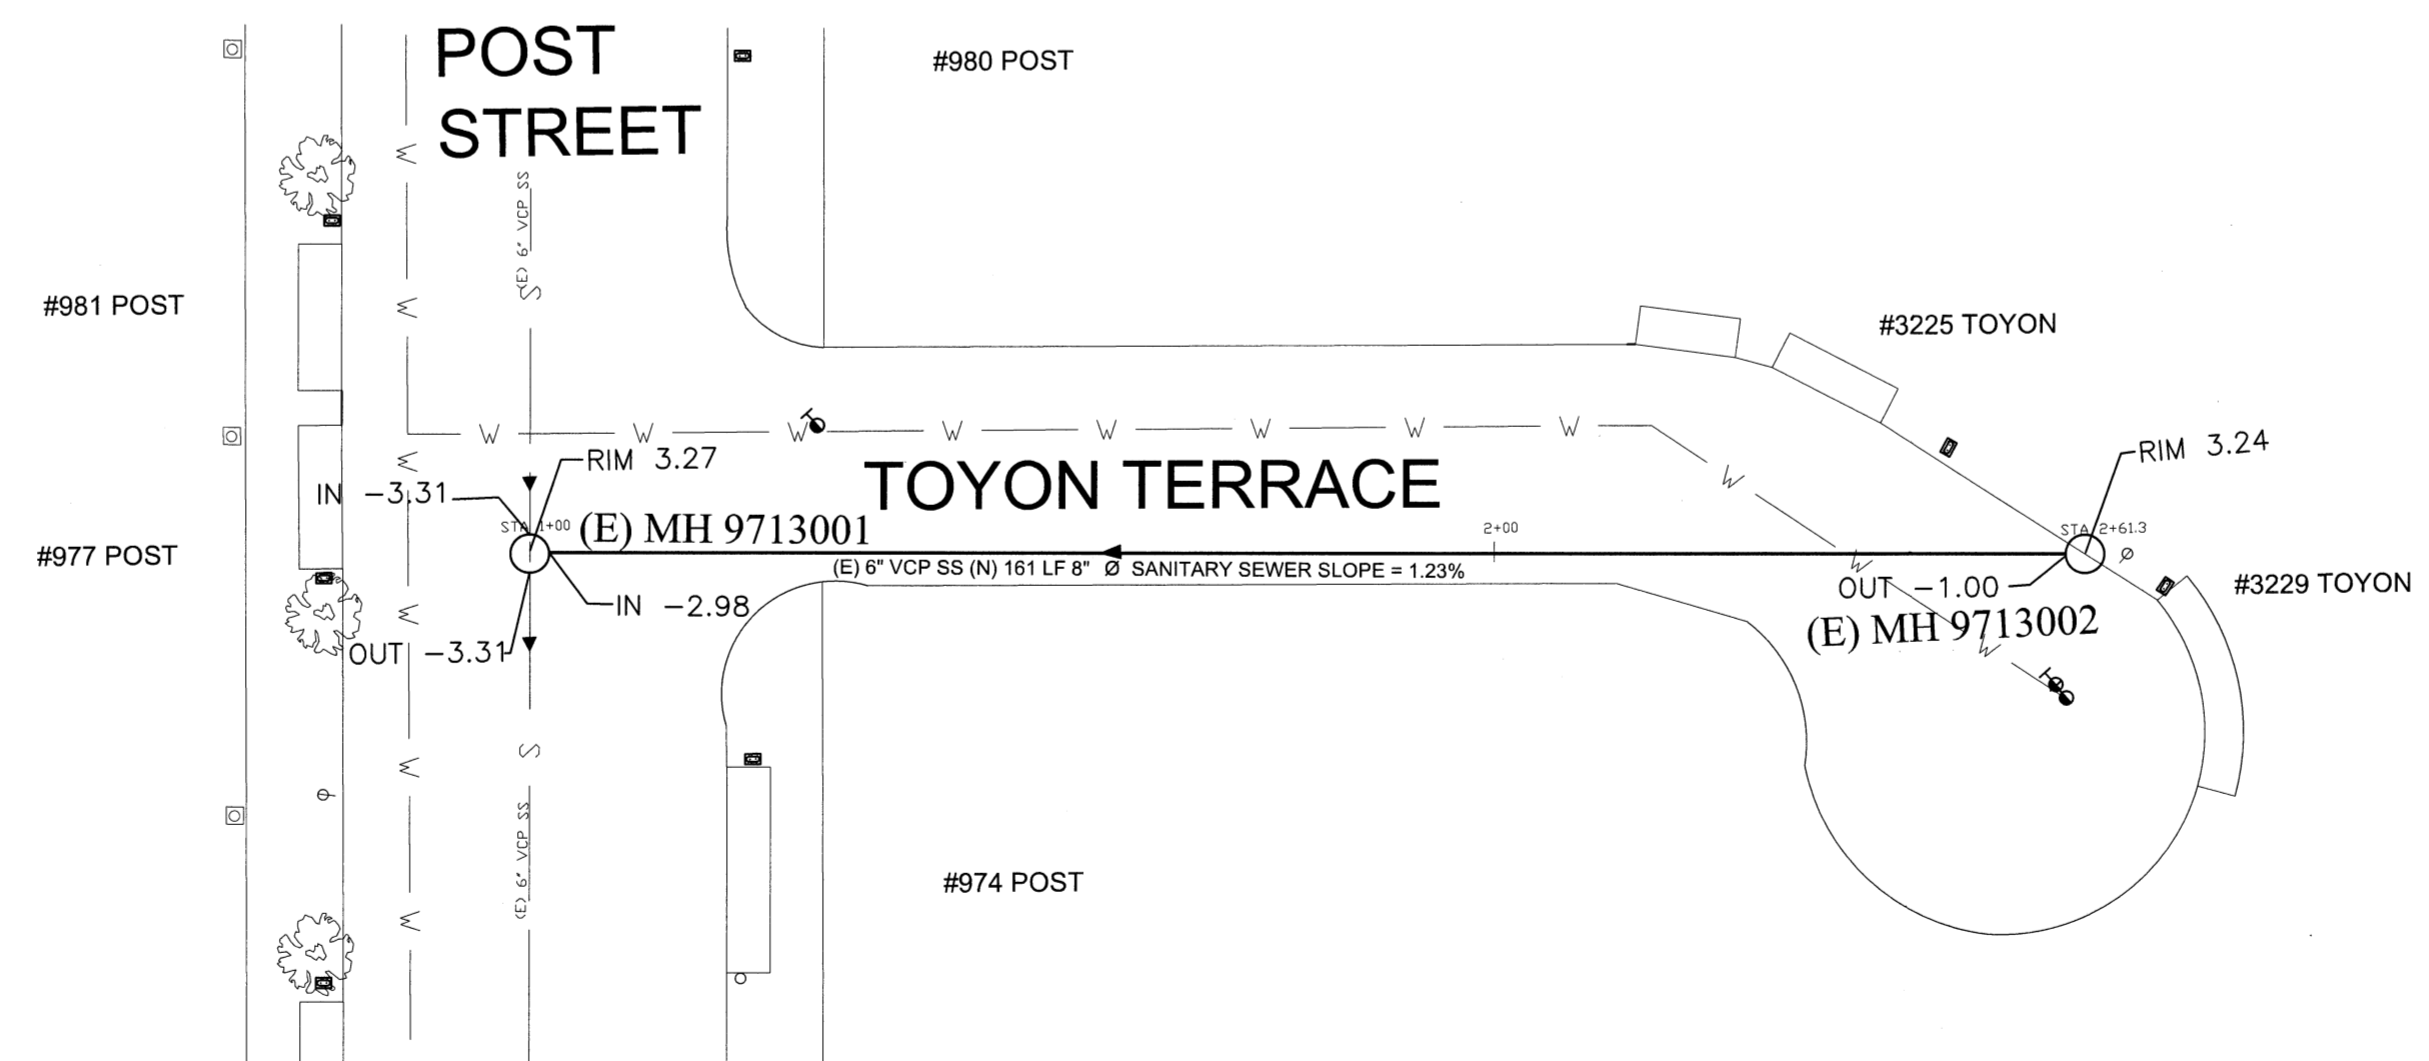 POST
STREET
#980 POST
(E) 6" VCP SS
S
W
W
#981 POST
#3225 TOYON
W W W W W W W W
RIM 3.27
TOYON TERRACE
RIM 3.24
W
W
IN -3.31
STA 1+00
(E) MH 9713001
2+00
STA 2+61.3
#977 POST
(E) 6" VCP SS (N) 161 LF 8" Ø SANITARY SEWER SLOPE = 1.23%
W
Ø
OUT -1.00
#3229 TOYON
IN -2.98
W
(E) MH 9713002
OUT -3.31
W
S
W
(E) 6" VCP SS
#974 POST
W